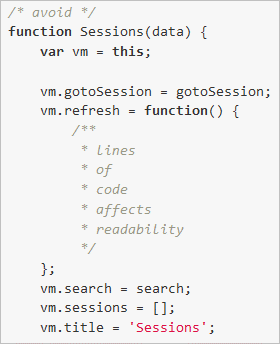 /* avoid */
function Sessions(data) {
    var vm = this;

    vm.gotoSession = gotoSession;
    vm.refresh = function() {
        /**
         * lines
         * of
         * code
         * affects
         * readability
         */
    };
    vm.search = search;
    vm.sessions = [];
    vm.title = 'Sessions';